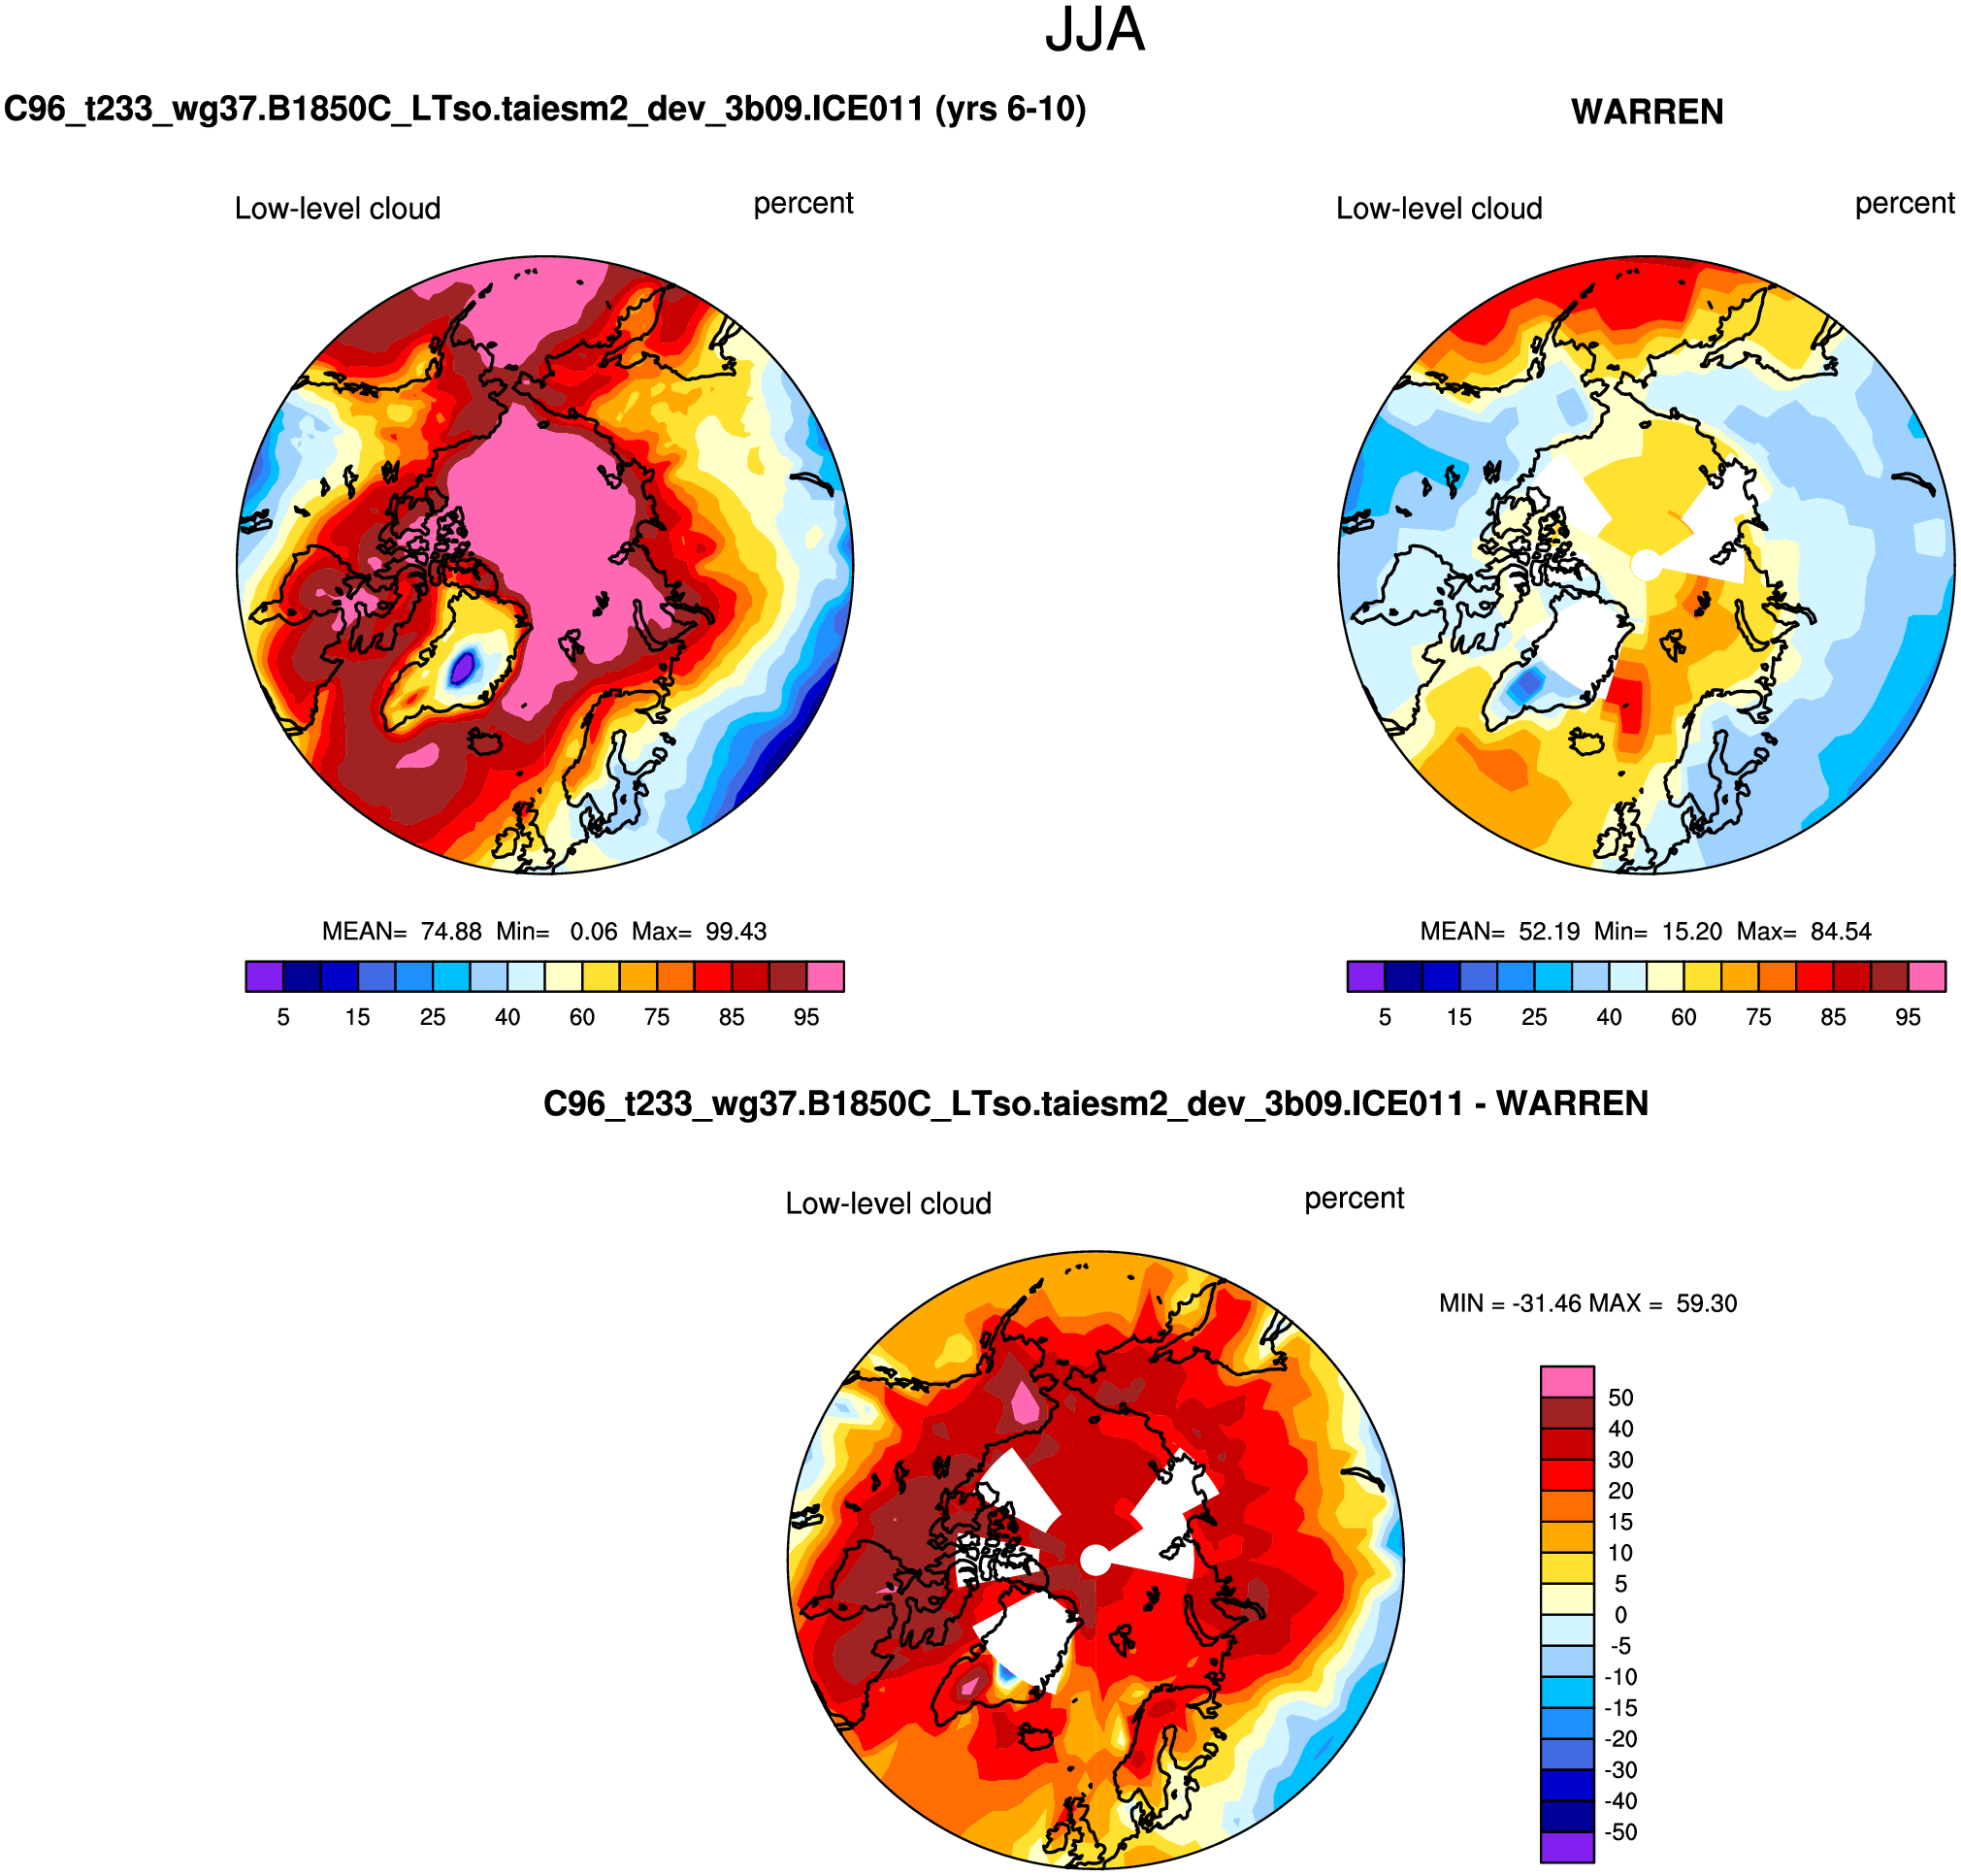 JJA
C96_t233_wg37.B1850C_LTso.taiesm2_dev_3b09.ICE011 (yrs 6-10)
WARREN
Low-level cloud percent
Low-level cloud percent
MEAN= 74.88 Min= 0.06 Max= 99.43
MEAN= 52.19 Min= 15.20 Max= 84.54
5 15 25 40 60 75 85 95
5 15 25 40 60 75 85 95
C96_t233_wg37.B1850C_LTso.taiesm2_dev_3b09.ICE011 - WARREN
Low-level cloud percent
MIN = -31.46 MAX = 59.30
50
40
30
20
15
10
5
0
-5
-10
-15
-20
-30
-40
-50